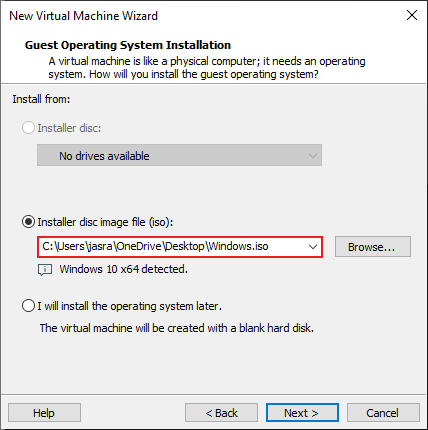 New Virtual Machine Wizard
Guest Operating System Installation
A virtual machine is like a physical computer; it needs an operating
system. How will you install the guest operating system?
Install from:
Installer disc:
No drives available
Installer disc image file (iso):
C:\Users\jasra\OneDrive\Desktop\Windows.iso
Browse...
Windows 10 x64 detected.
I will install the operating system later.
The virtual machine will be created with a blank hard disk.
Help
< Back
Next >
Cancel